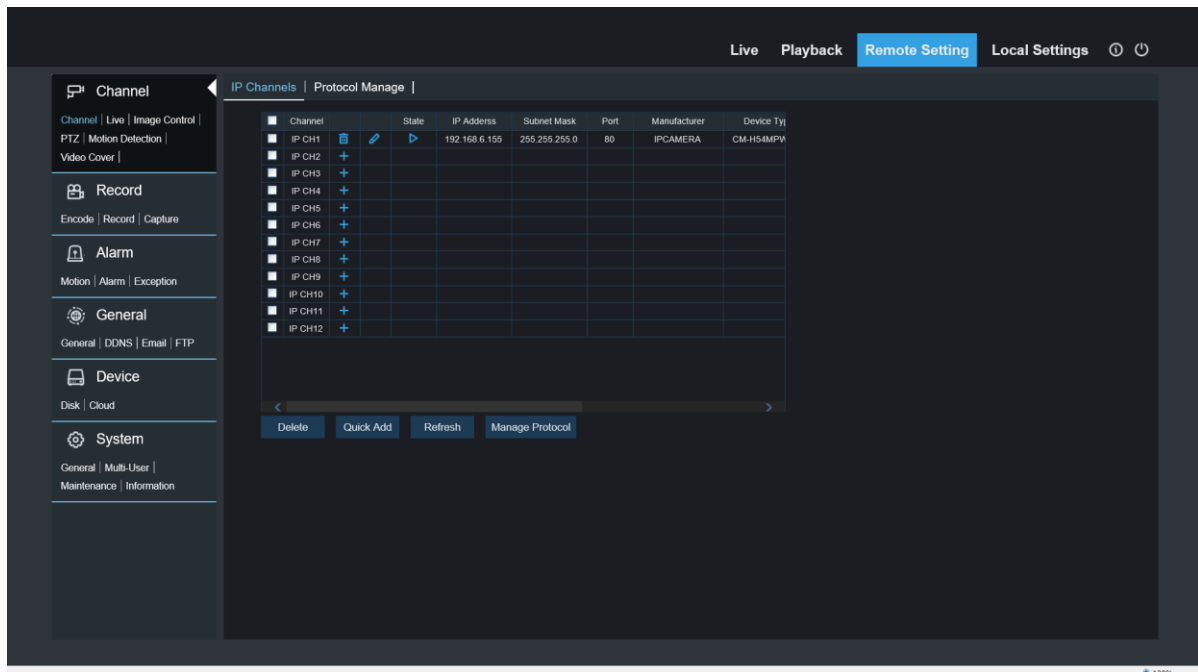 Live Playback Remote Setting Local Settings
Channel
Channel | Live | Image Control |
PTZ | Motion Detection |
Video Cover |
Record
Encode | Record | Capture
Alarm
Motion | Alarm | Exception
General
General | DDNS | Email | FTP
Device
Disk | Cloud
System
General | Multi-User |
Maintenance | Information
IP Channels | Protocol Manage |
Channel State IP Adderss Subnet Mask Port Manufacturer Device Ty
IP CH1 192.168.6.155 255.255.255.0 80 IPCAMERA CM-H54MPW
IP CH2 +
IP CH3 +
IP CH4 +
IP CH5 +
IP CH6 +
IP CH7 +
IP CH8 +
IP CH9 +
IP CH10 +
IP CH11 +
IP CH12 +
Delete Quick Add Refresh Manage Protocol